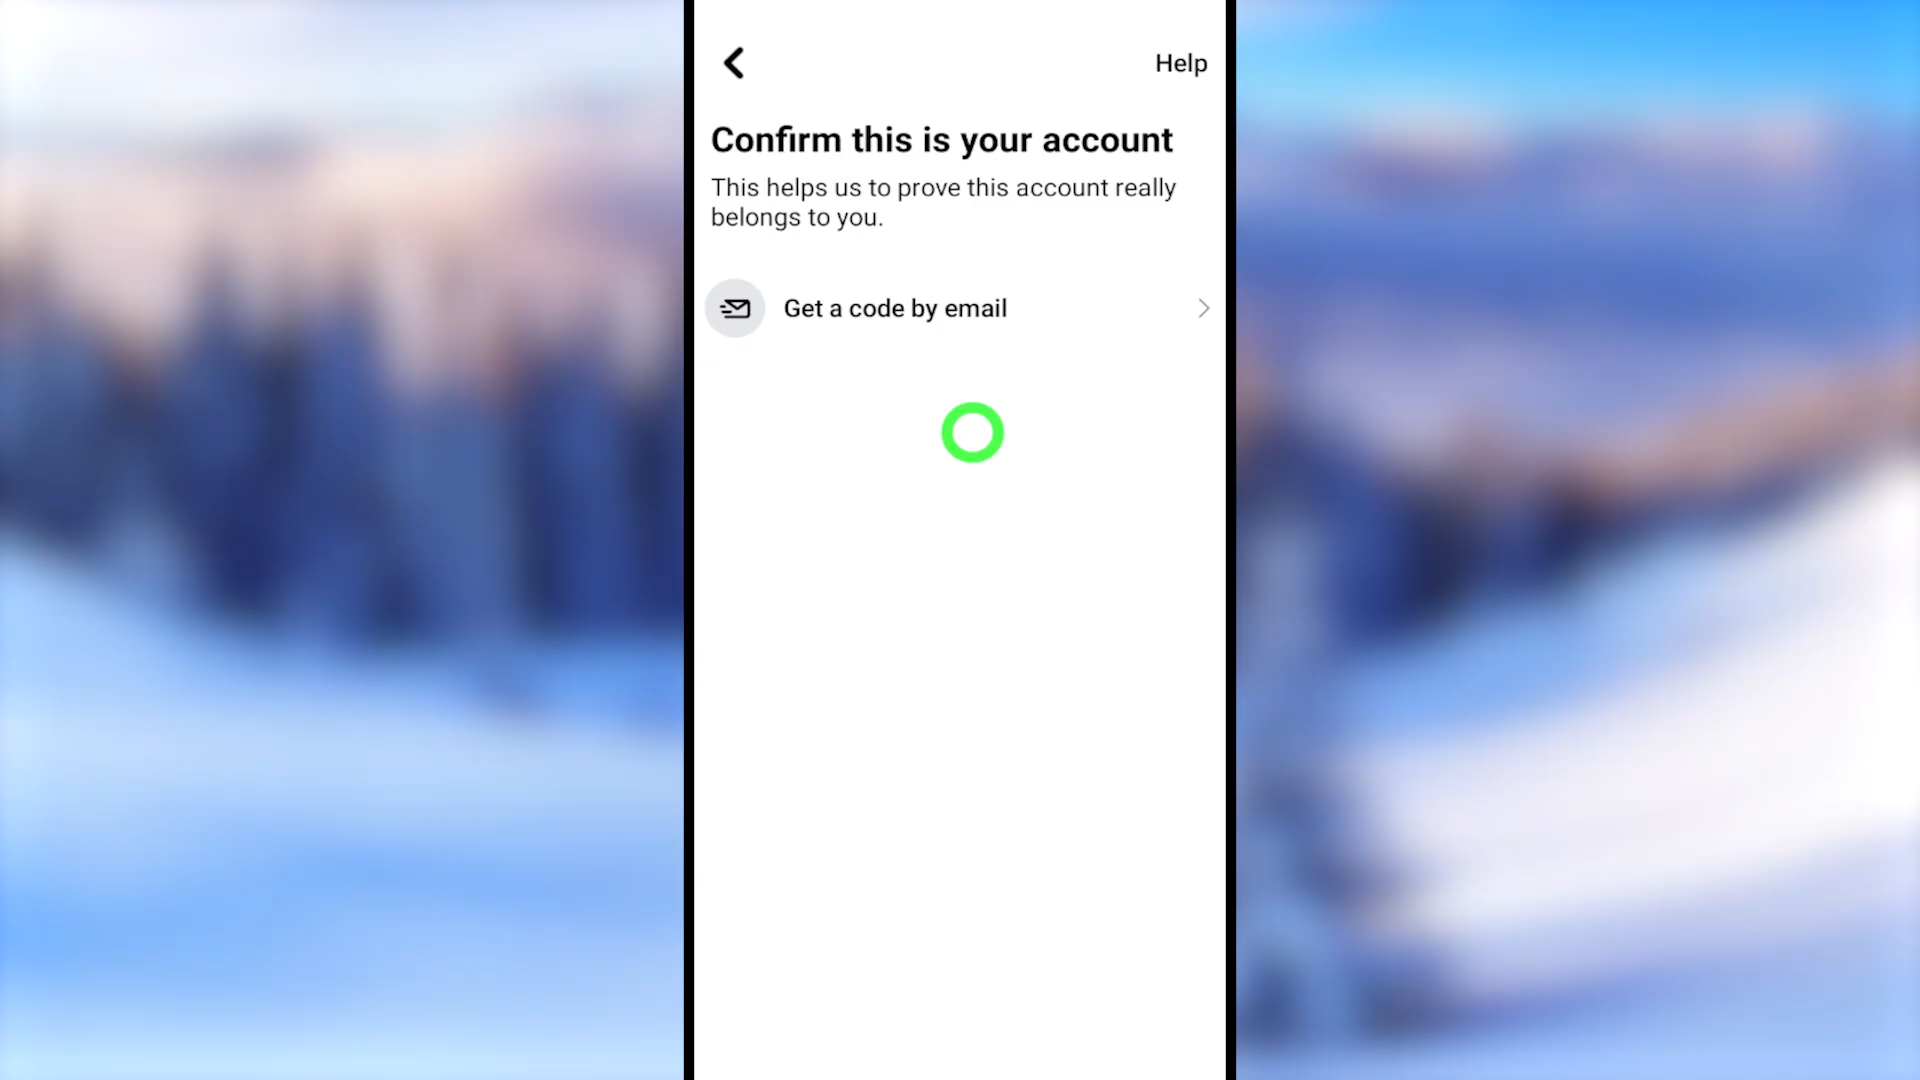 Help
Confirm this is your account
This helps us to prove this account really
belongs to you.
Get a code by email